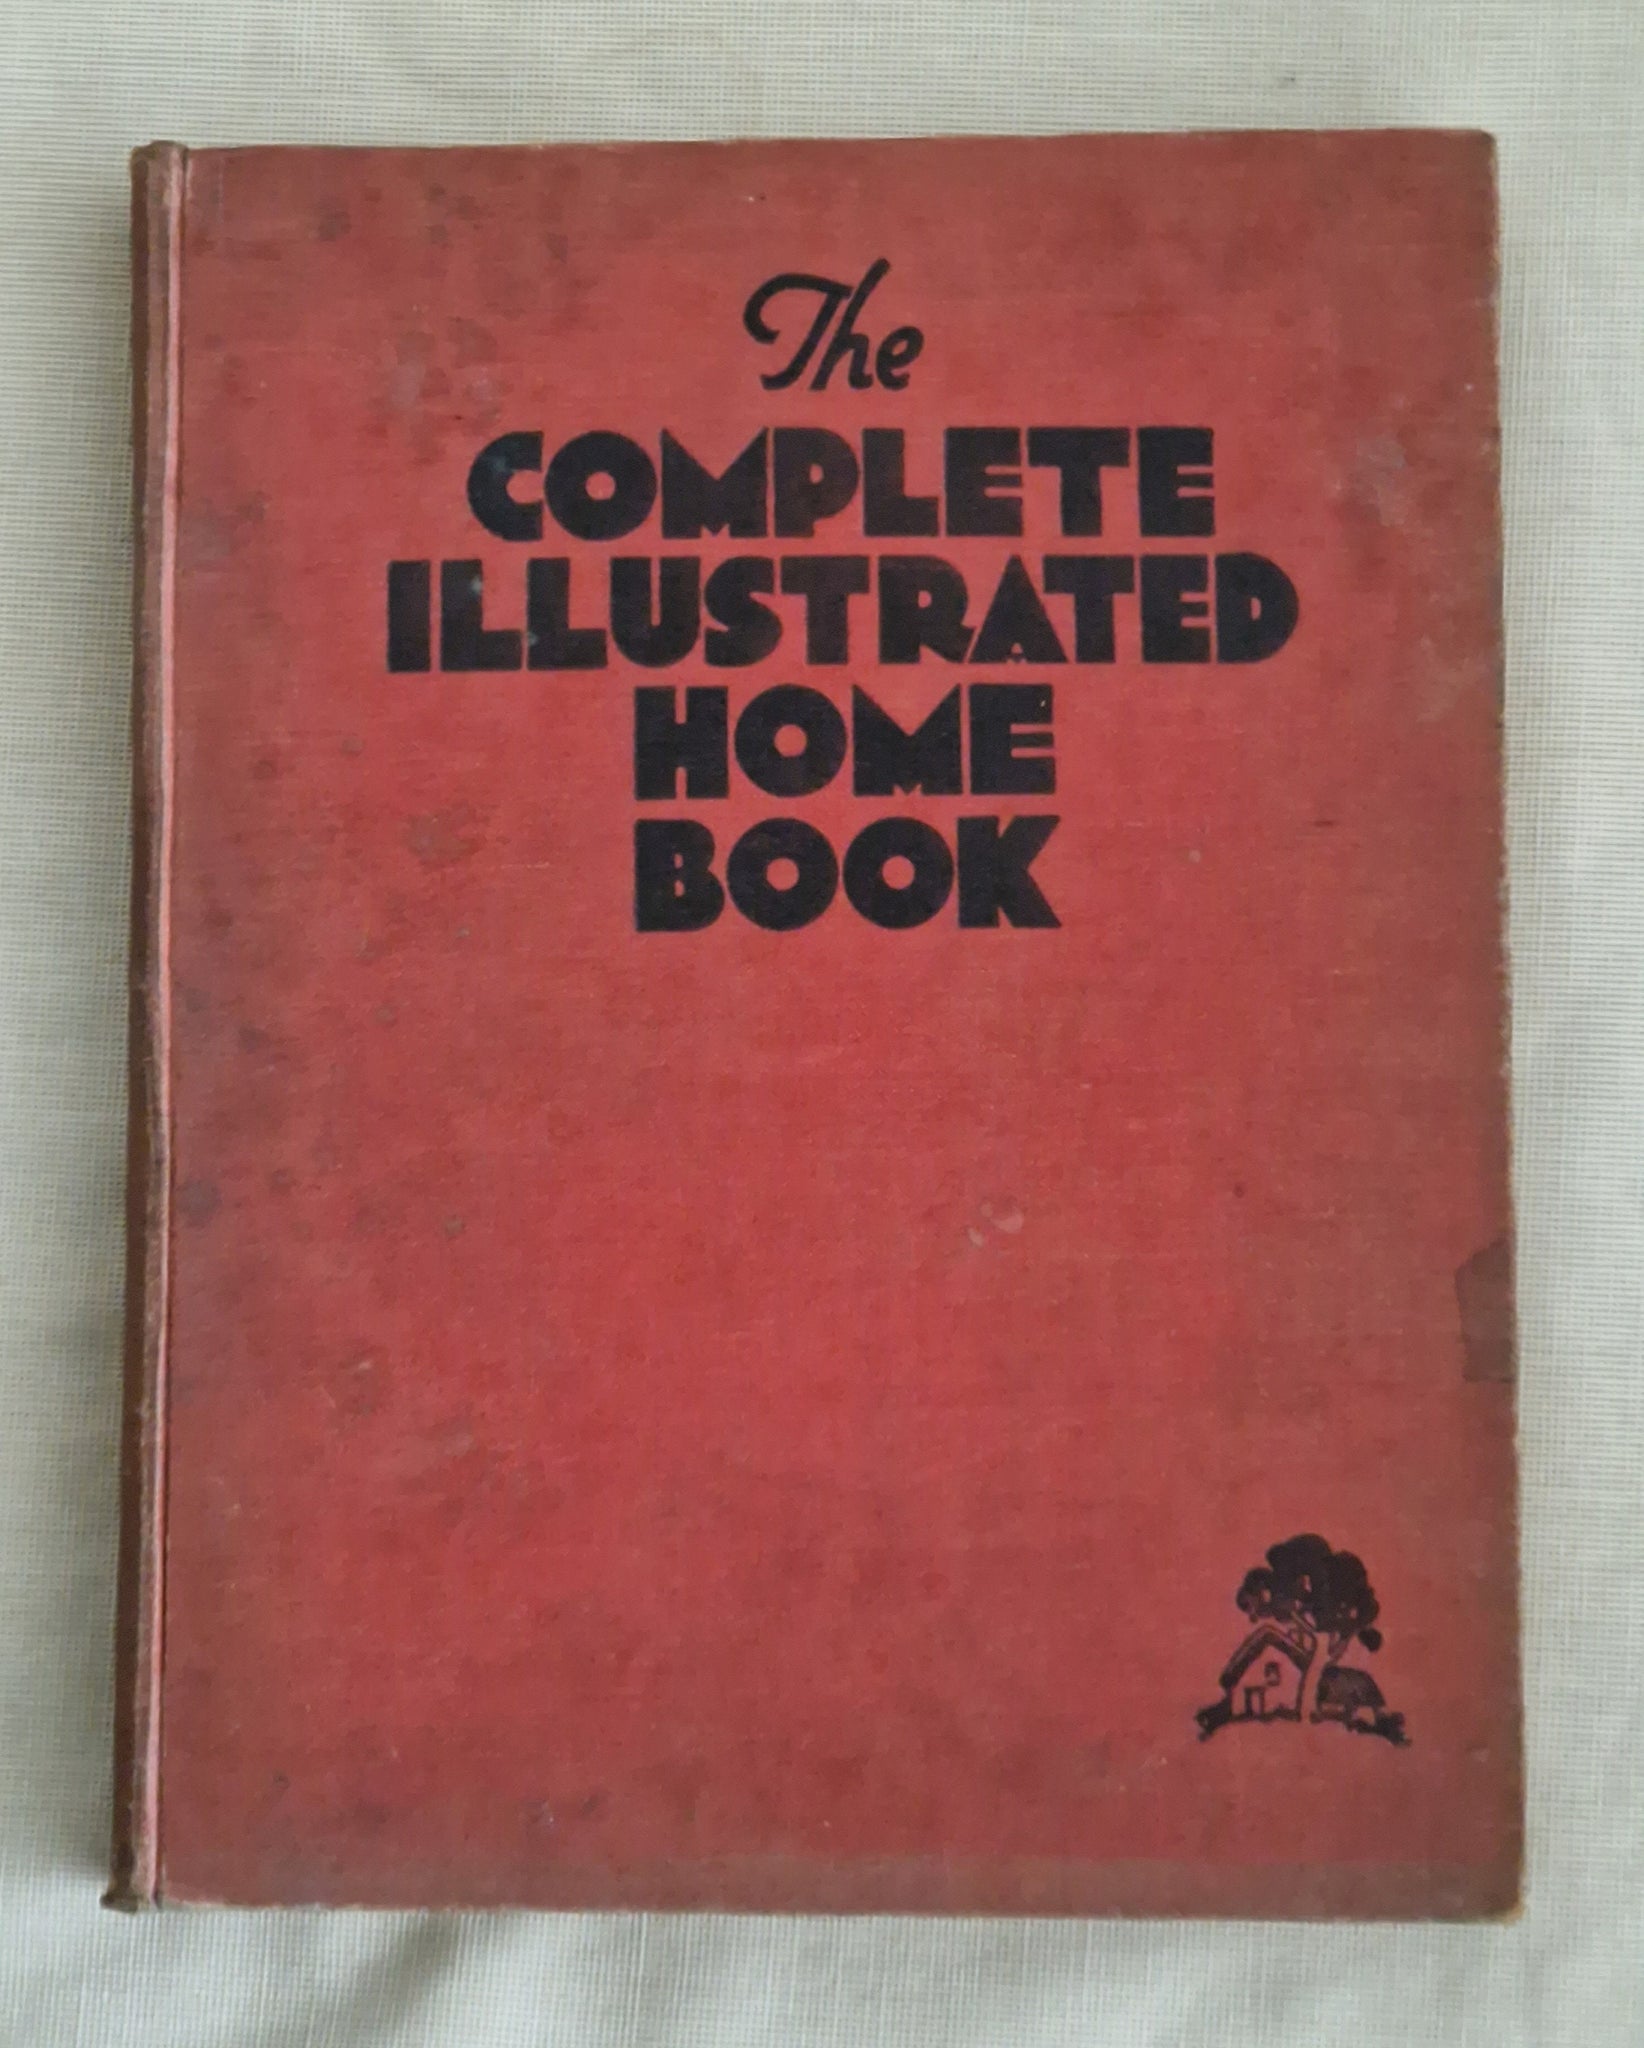 The
COMPLETE
ILLUSTRATED
HOME
BOOK